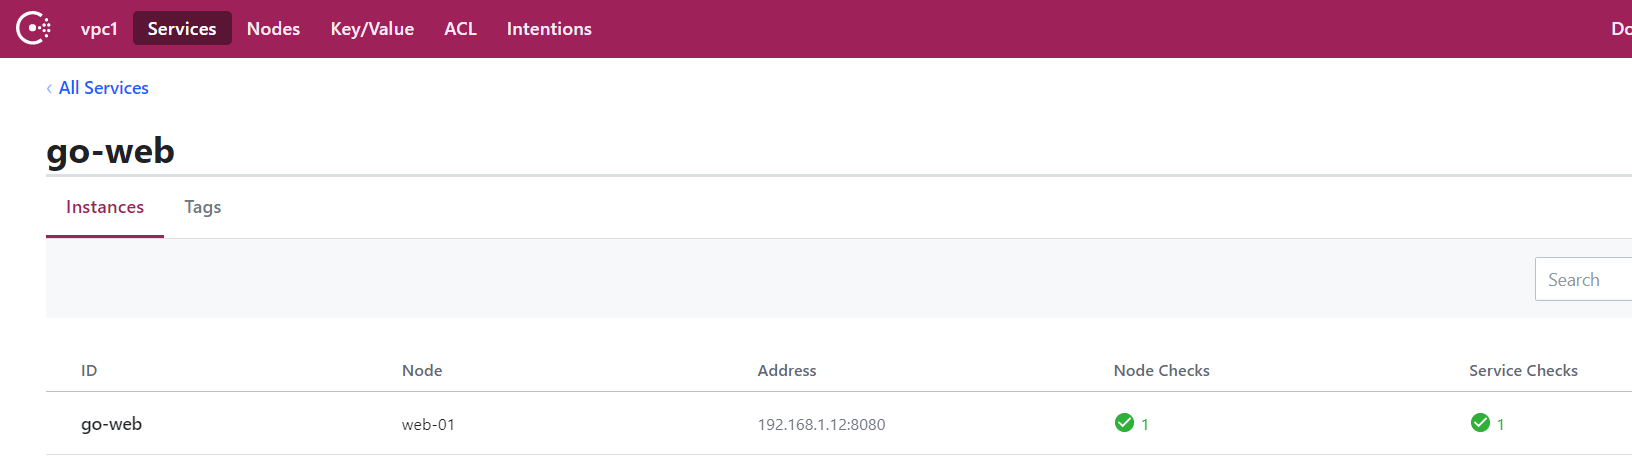 vpc1 Services Nodes Key/Value ACL Intentions Do
‹ All Services
go-web
Instances Tags
Search
ID Node Address Node Checks Service Checks
go-web web-01 192.168.1.12:8080 1 1